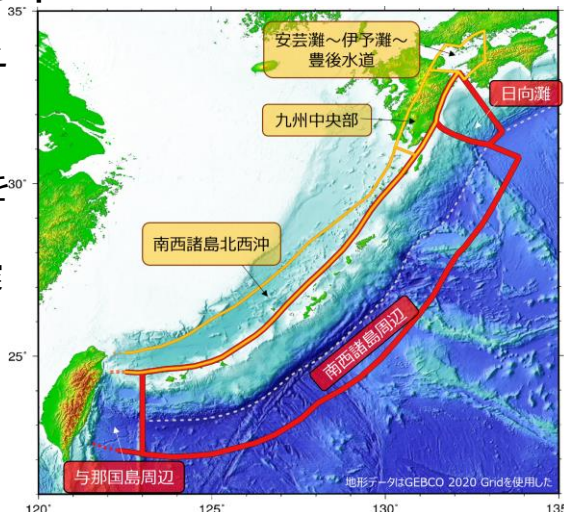 35°
安芸灘～伊予灘～
豊後水道
日向灘
九州中央部
30°
南西諸島北西沖
25°
南西諸島周辺
与那国島周辺
地形データはGEBCO 2020 Gridを使用した
120°
125°
130°
135